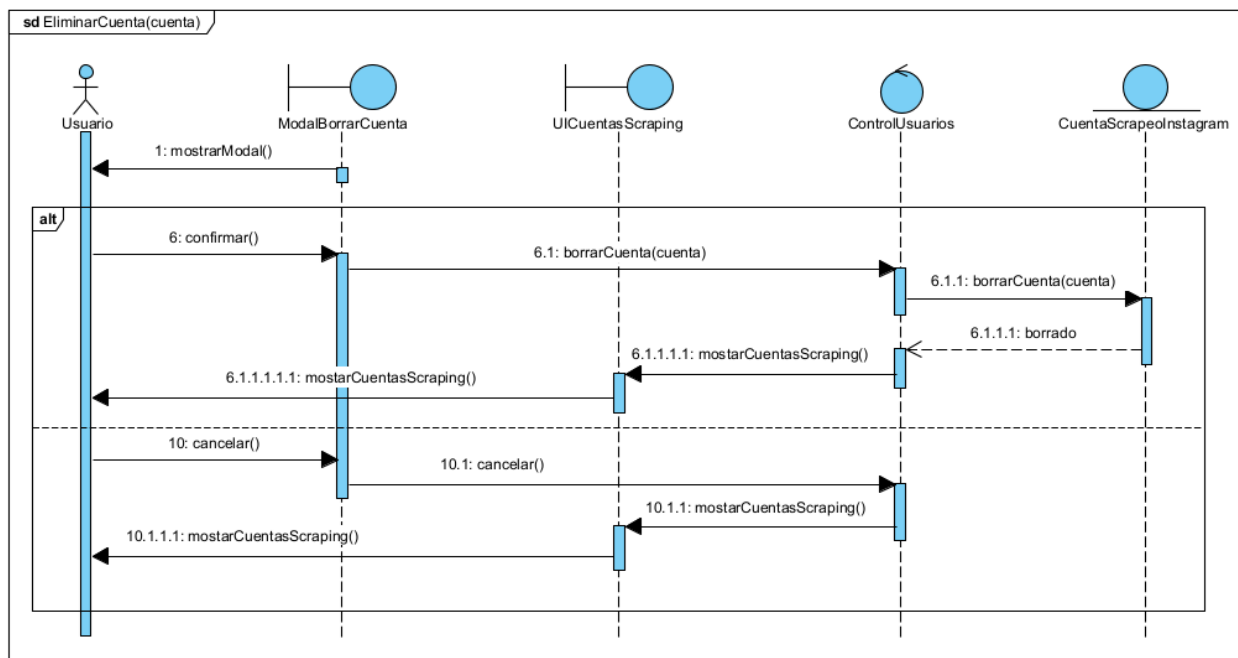 sd EliminarCuenta(cuenta)
Usuario
ModalBorrarCuenta
UICuentasScraping
ControlUsuarios
CuentaScrapeoInstagram
1: mostrarModal()
alt
6: confirmar()
6.1: borrarCuenta(cuenta)
6.1.1: borrarCuenta(cuenta)
6.1.1.1: borrado
6.1.1.1.1: mostarCuentasScraping()
6.1.1.1.1.1: mostarCuentasScraping()
10: cancelar()
10.1: cancelar()
10.1.1: mostarCuentasScraping()
10.1.1.1: mostarCuentasScraping()